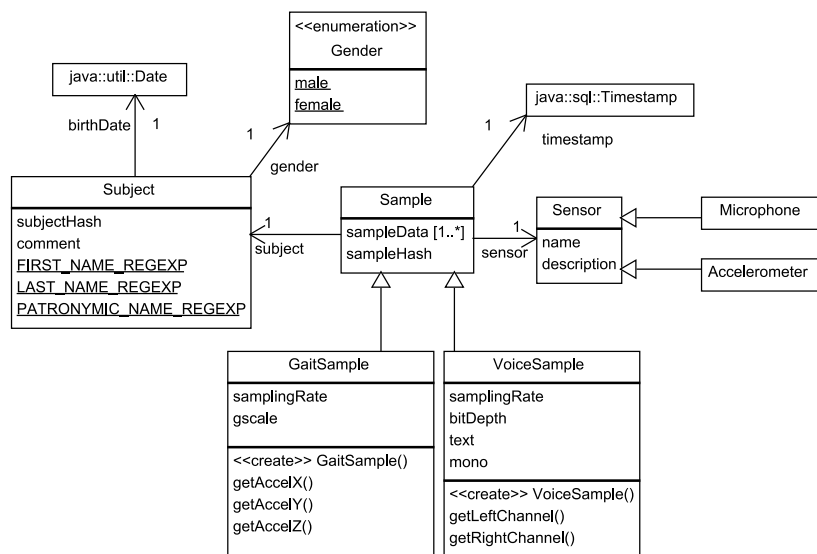 <<enumeration>>
Gender
male
female
java::util::Date
birthDate
1
1
gender
java::sql::Timestamp
1
timestamp
Subject
subjectHash
comment
FIRST_NAME_REGEXP
LAST_NAME_REGEXP
PATRONYMIC_NAME_REGEXP
1
subject
Sample
sampleData [1..*]
sampleHash
1
sensor
Sensor
name
description
Microphone
Accelerometer
GaitSample
samplingRate
gscale
<<create>> GaitSample()
getAccelX()
getAccelY()
getAccelZ()
VoiceSample
samplingRate
bitDepth
text
mono
<<create>> VoiceSample()
getLeftChannel()
getRightChannel()